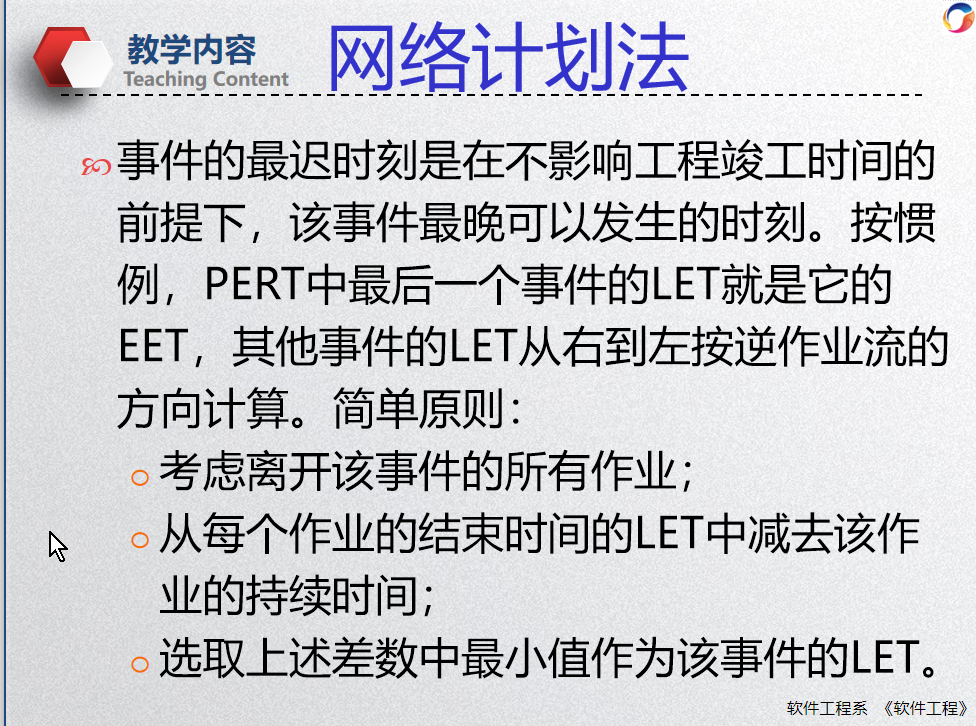 教学内容
Teaching Content
网络计划法
事件的最迟时刻是在不影响工程竣工时间的
前提下，该事件最晚可以发生的时刻。按惯
例，PERT中最后一个事件的LET就是它的
EET，其他事件的LET从右到左按逆作业流的
方向计算。简单原则：
考虑离开该事件的所有作业；
从每个作业的结束时间的LET中减去该作
业的持续时间；
选取上述差数中最小值作为该事件的LET。
软件工程系 《软件工程》